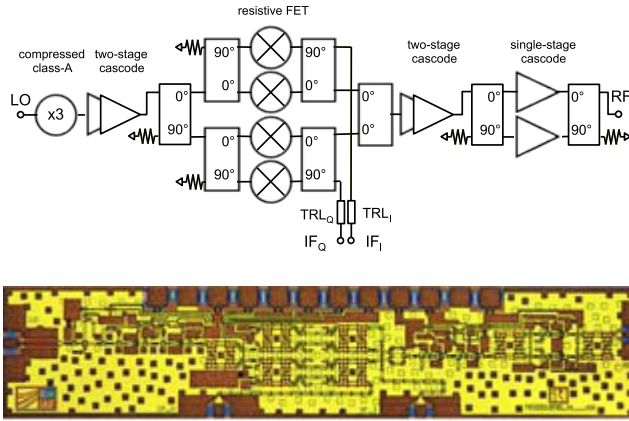 resistive FET
compressed
class-A
two-stage
cascode
two-stage
cascode
single-stage
cascode
LO
x3
0°
90°
90°
0°
90°
0°
0°
90°
0°
90°
0°
0°
0°
90°
0°
90°
RF
TRLQ
TRLI
IFQ
IFI